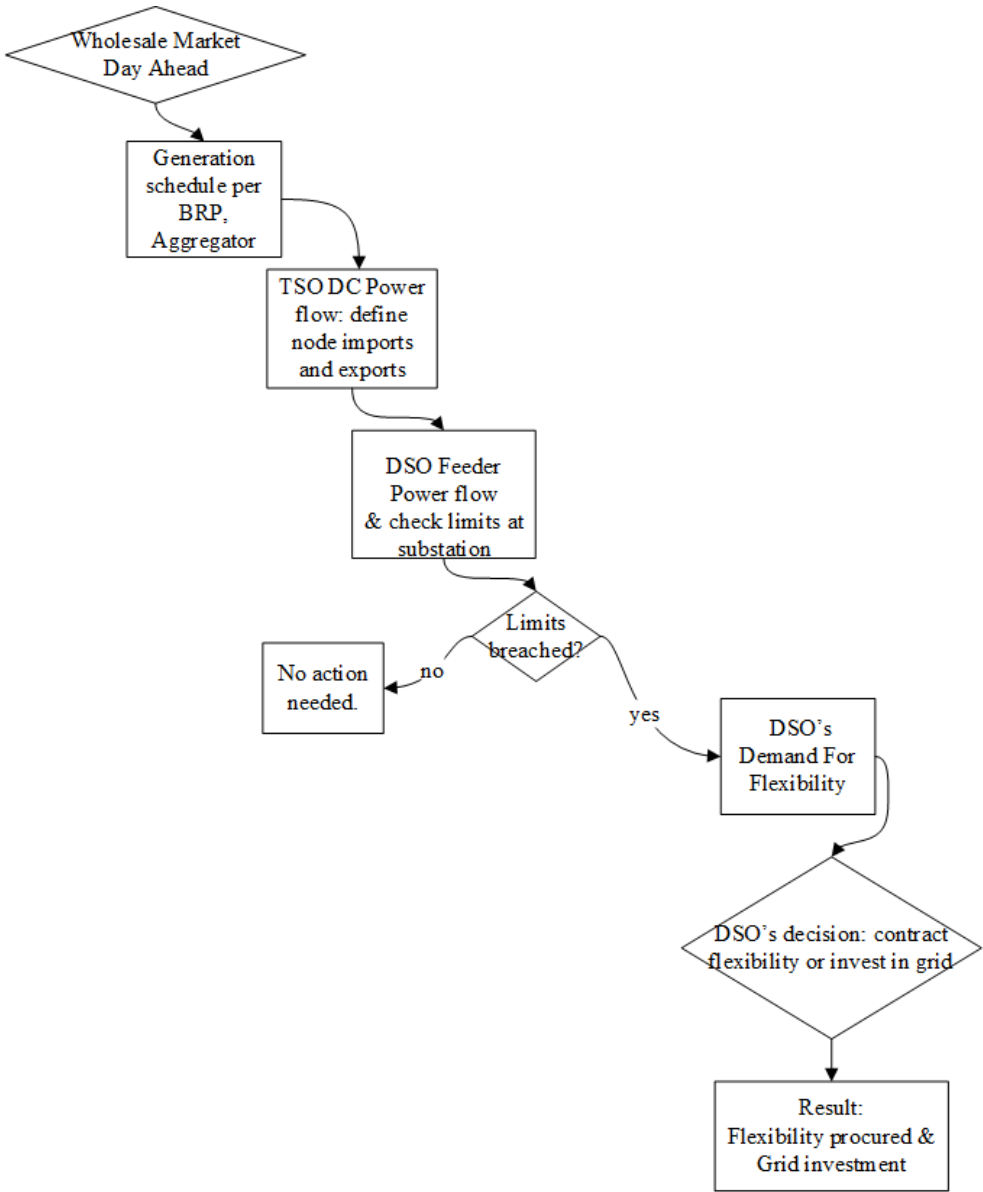 Wholesale Market
Day Ahead
Generation
schedule per
BRP,
Aggregator
TSO DC Power
flow: define
node imports
and exports
DSO Feeder
Power flow
& check limits at
substation
Limits
breached?
no
No action
needed.
yes
DSO’s
Demand For
Flexibility
DSO’s decision: contract
flexibility or invest in grid
Result:
Flexibility procured &
Grid investment